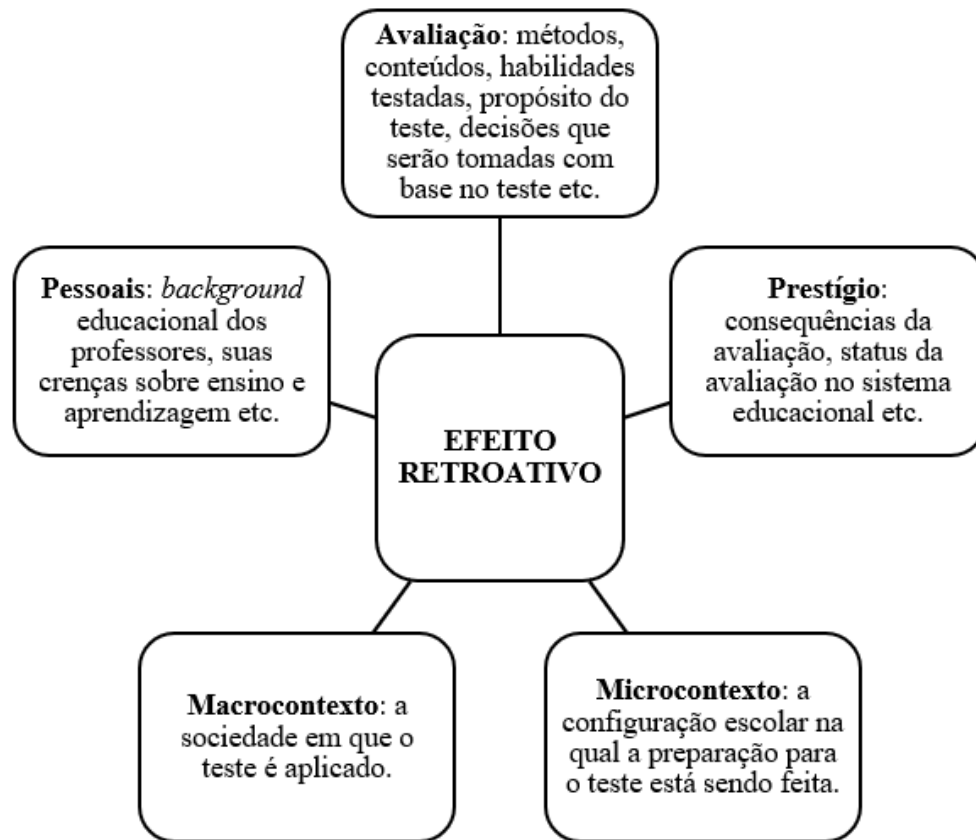 Avaliação: métodos,
conteúdos, habilidades
testadas, propósito do
teste, decisões que
serão tomadas com
base no teste etc.
Pessoais: background
educacional dos
professores, suas
crenças sobre ensino e
aprendizagem etc.
Prestígio:
consequências da
avaliação, status da
avaliação no sistema
educacional etc.
EFEITO
RETROATIVO
Macrocontexto: a
sociedade em que o
teste é aplicado.
Microcontexto: a
configuração escolar na
qual a preparação para
o teste está sendo feita.